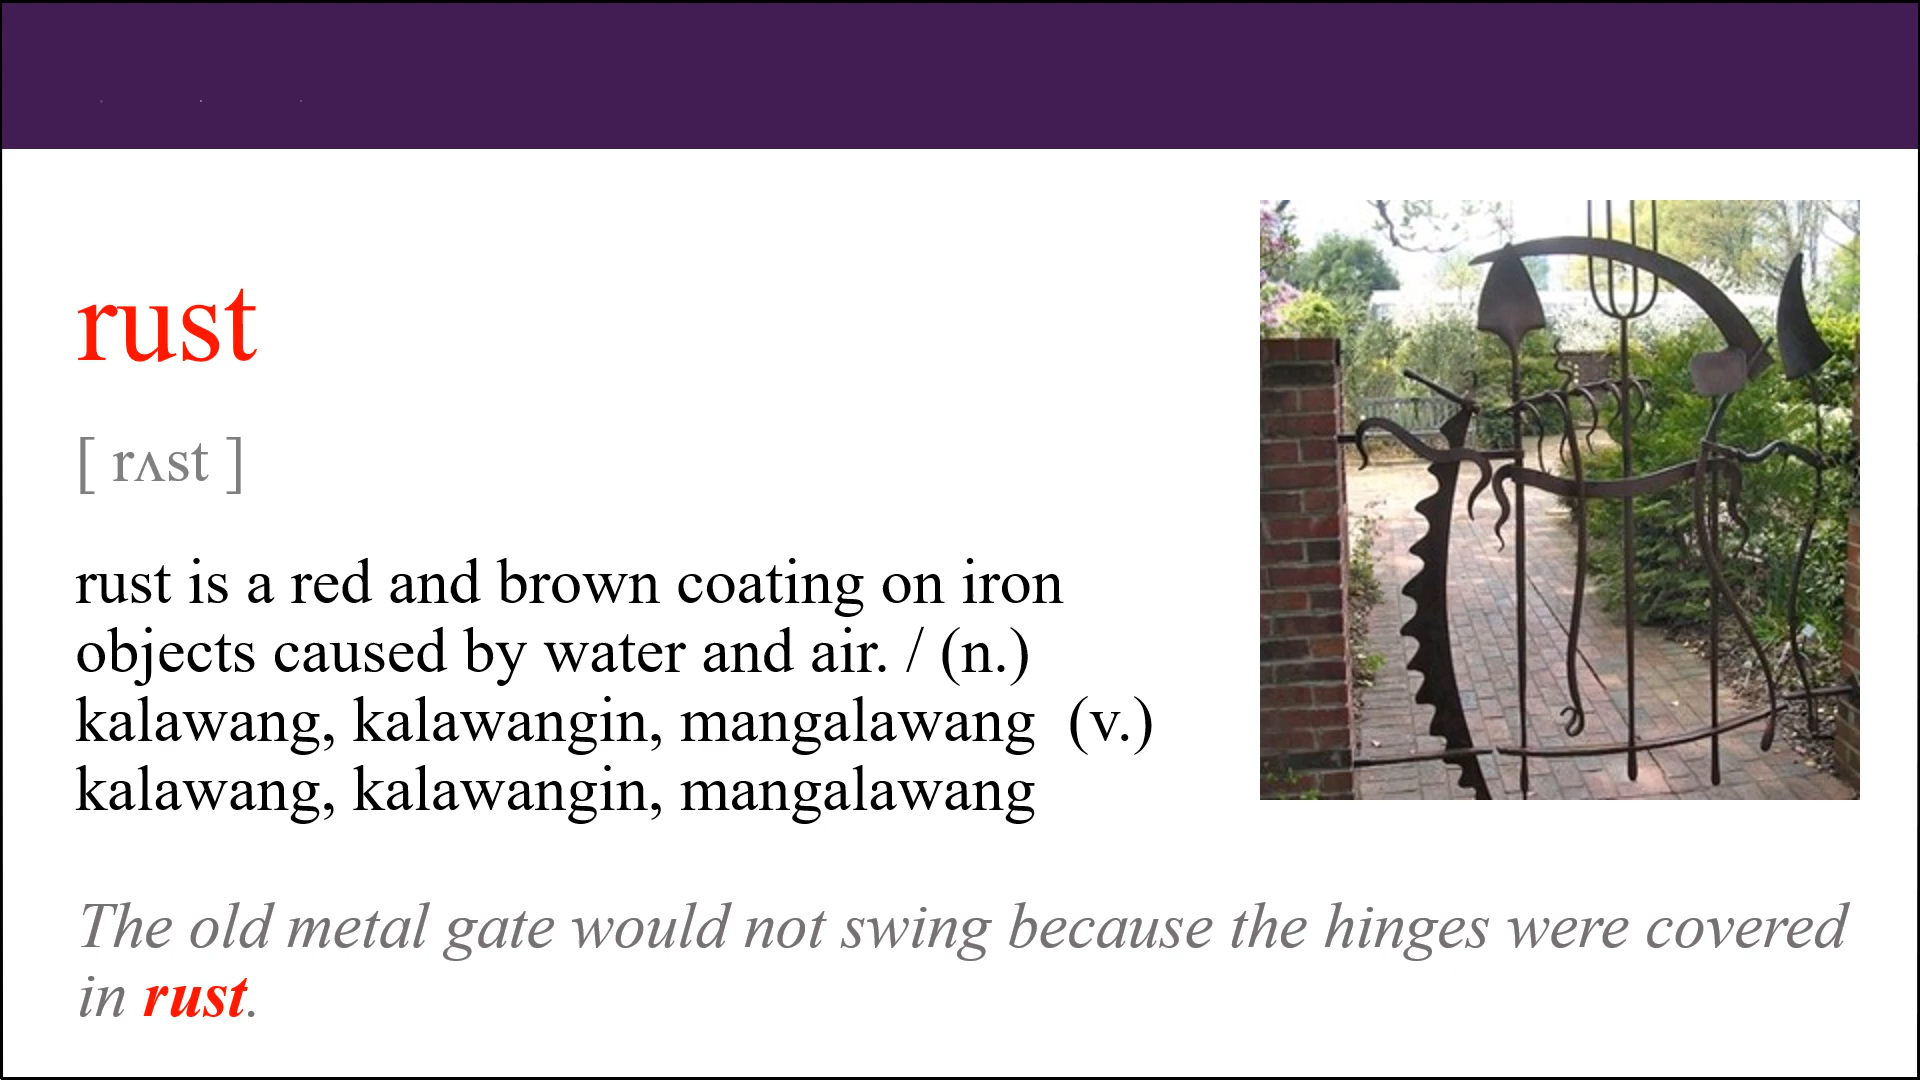 rust
[ rʌst ]
rust is a red and brown coating on iron
objects caused by water and air. / (n.)
kalawang, kalawangin, mangalawang  (v.)
kalawang, kalawangin, mangalawang
The old metal gate would not swing because the hinges were covered
in rust.